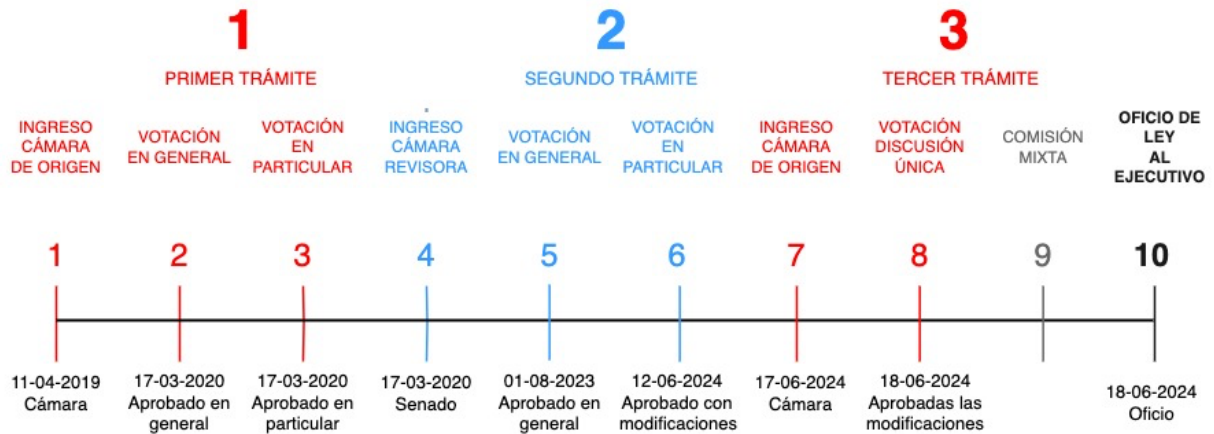 1
2
3
PRIMER TRÁMITE
SEGUNDO TRÁMITE
TERCER TRÁMITE
INGRESO
CÁMARA
DE ORIGEN
VOTACIÓN
EN GENERAL
VOTACIÓN
EN
PARTICULAR
INGRESO
CÁMARA
REVISORA
VOTACIÓN
EN GENERAL
VOTACIÓN
EN
PARTICULAR
INGRESO
CÁMARA
DE ORIGEN
VOTACIÓN
DISCUSIÓN
ÚNICA
COMISIÓN
MIXTA
OFICIO DE
LEY
AL
EJECUTIVO
1
2
3
4
5
6
7
8
9
10
11-04-2019
Cámara
17-03-2020
Aprobado en
general
17-03-2020
Aprobado en
particular
17-03-2020
Senado
01-08-2023
Aprobado en
general
12-06-2024
Aprobado con
modificaciones
17-06-2024
Cámara
18-06-2024
Aprobadas las
modificaciones
18-06-2024
Oficio